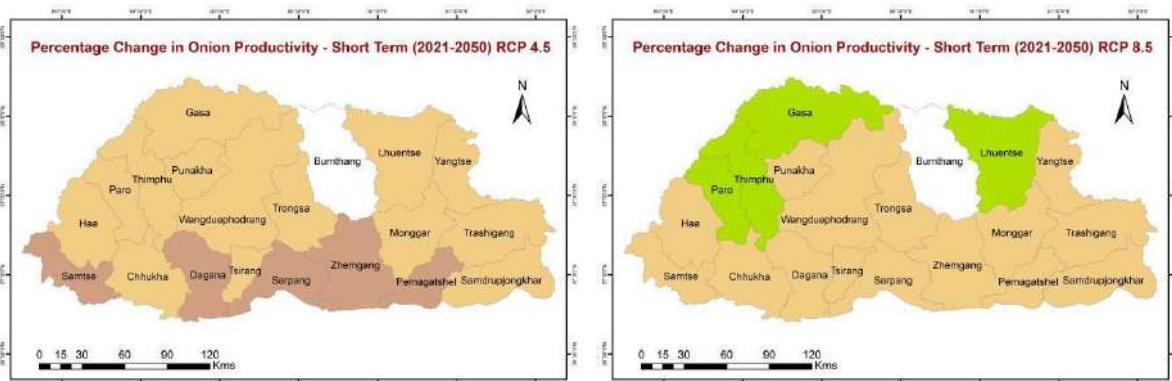 Percentage Change in Onion Productivity - Short Term (2021-2050) RCP 4.5
N
Gasa
Bumthang
Lhuentse
Yangtse
Punakha
Thimphu
Paro
Haa
Wangduephodrang
Trongsa
Monggar
Trashigang
Samtse
Chhukha
Dagana
Tsirang
Sarpang
Zhemgang
Pemagatshel
Samdrupjongkhar
0 15 30 60 90 120
Kms
Percentage Change in Onion Productivity - Short Term (2021-2050) RCP 8.5
N
Gasa
Bumthang
Lhuentse
Yangtse
Punakha
Thimphu
Paro
Haa
Wangduephodrang
Trongsa
Monggar
Trashigang
Samtse
Chhukha
Dagana
Tsirang
Sarpang
Zhemgang
Pemagatshel
Samdrupjongkhar
0 15 30 60 90 120
Kms